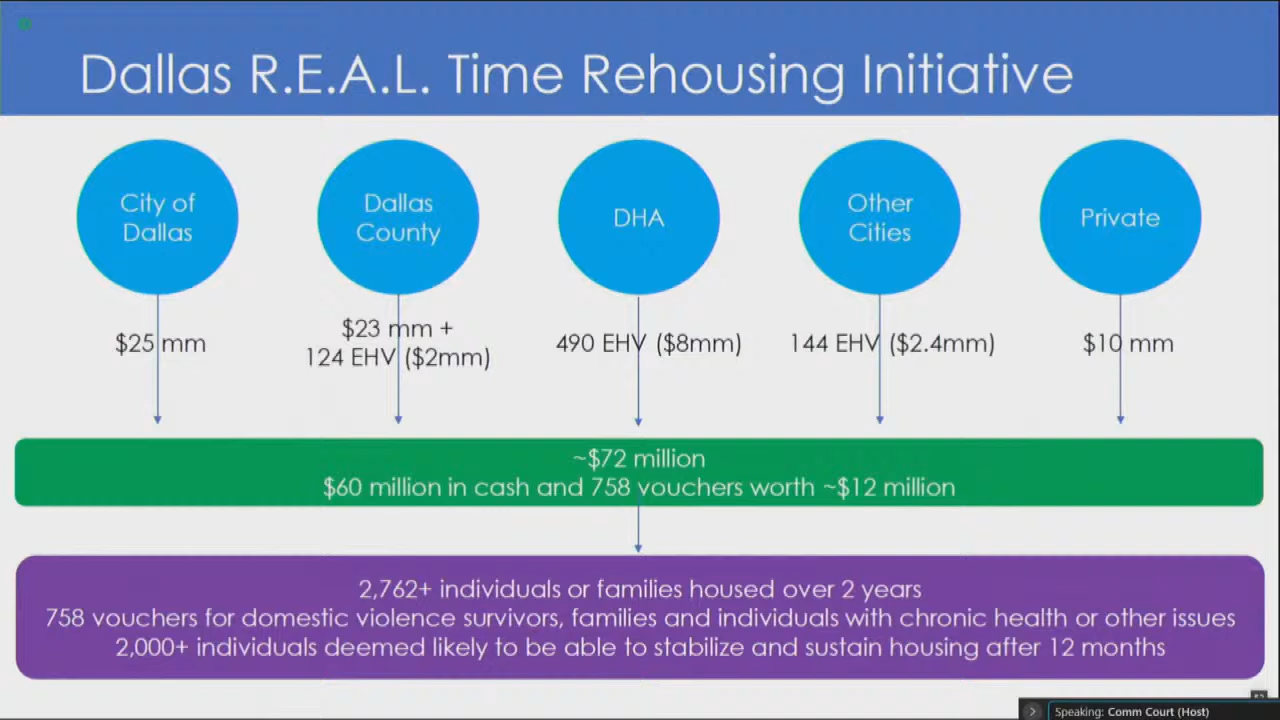 Dallas R.E.A.L. Time Rehousing Initiative
City of
Dallas
Dallas
County
DHA
Other
Cities
Private
$25 mm
$23 mm +
124 EHV ($2mm)
490 EHV ($8mm)
144 EHV ($2.4mm)
$10 mm
~$72 million
$60 million in cash and 758 vouchers worth ~$12 million
2,762+ individuals or families housed over 2 years
758 vouchers for domestic violence survivors, families and individuals with chronic health or other issues
2,000+ individuals deemed likely to be able to stabilize and sustain housing after 12 months
Speaking: Comm Court (Host)